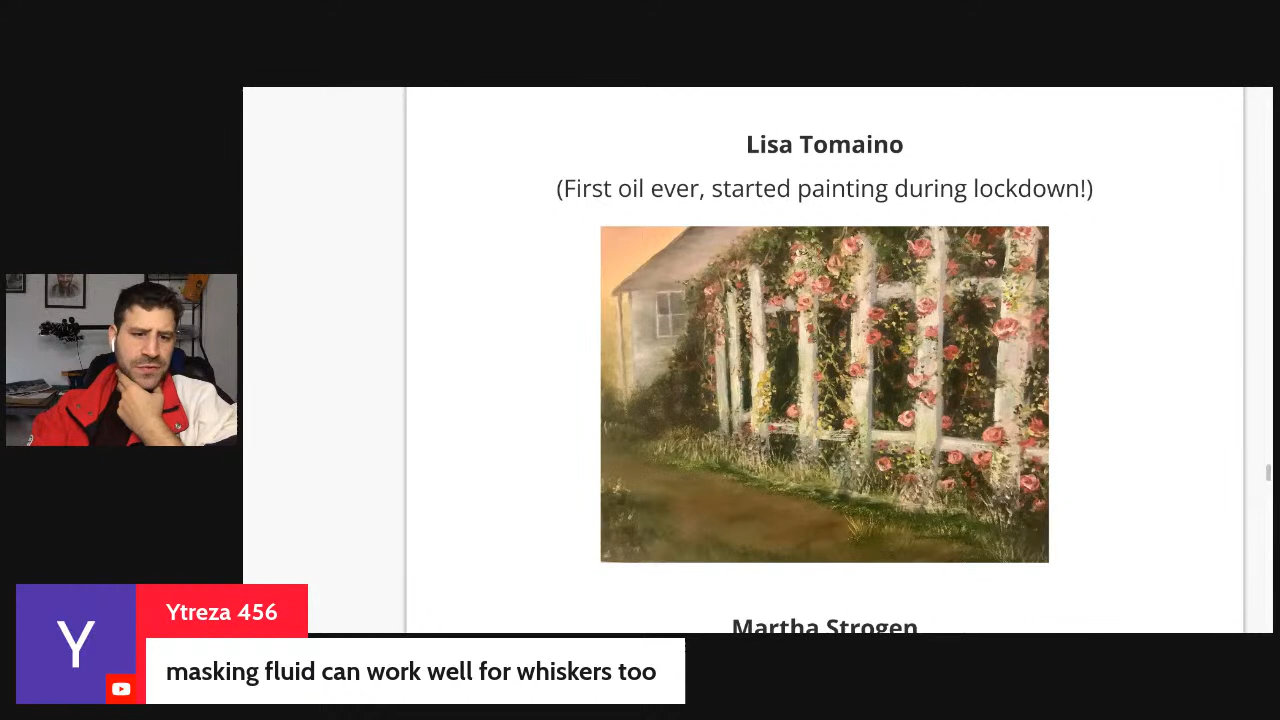 Lisa Tomaino
(First oil ever, started painting during lockdown!)
Martha Strogen
Y
Ytreza 456
masking fluid can work well for whiskers too